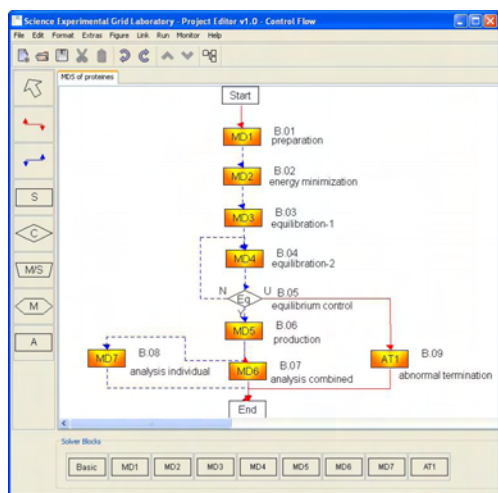 Science Experimental Grid Laboratory - Project Editor v1.0 - Control Flow
File Edit Format Extras Figure Link Run Monitor Help
MDS of proteines
Start
MD1 B.01
preparation
MD2 B.02
energy minimization
MD3 B.03
equilibration-1
MD4 B.04
equilibration-2
N Eq U B.05
equilibrium control
Y
MD5 B.06
production
MD7 B.08
analysis individual
MD6 B.07
analysis combined
AT1 B.09
abnormal termination
End
S
C
M/S
M
A
Solver Blocks
Basic MD1 MD2 MD3 MD4 MD5 MD6 MD7 AT1